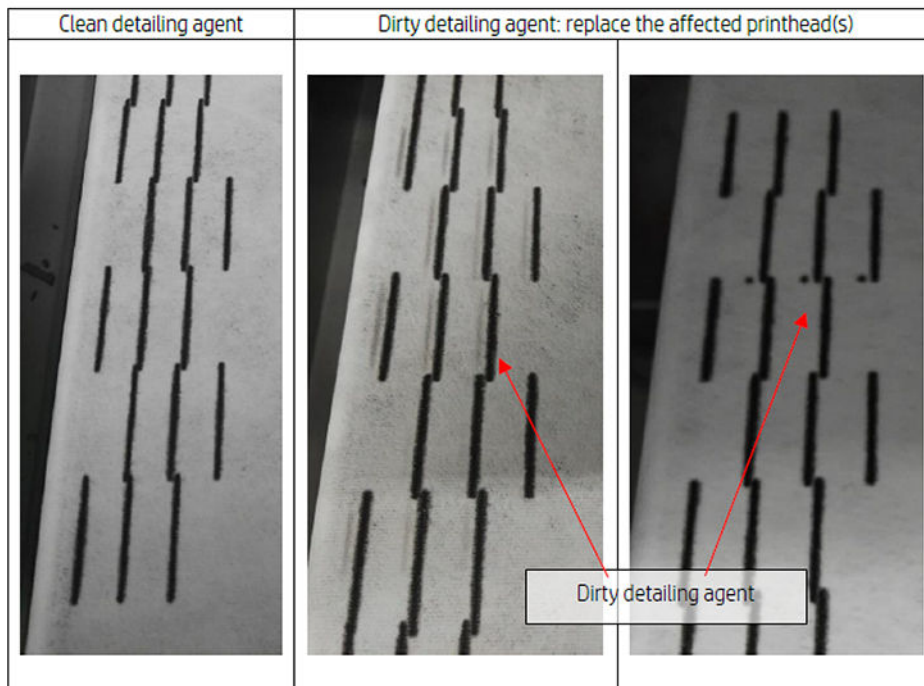 Clean detailing agent
Dirty detailing agent: replace the affected printhead(s)
Dirty detailing agent